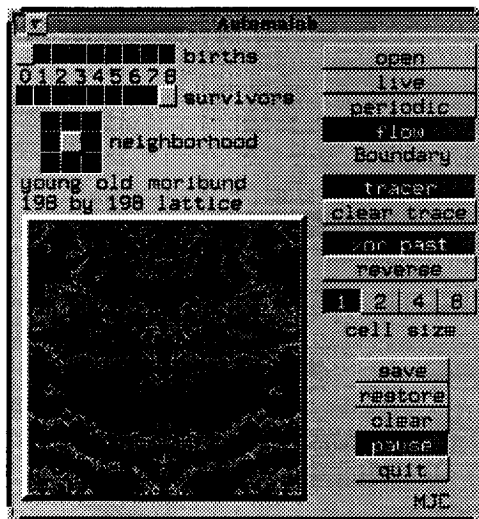 Automalab
births
012345678
survivors
neighborhood
young old moribund
198 by 198 lattice
open
live
periodic
flow
Boundary
tracer
clear trace
xor past
reverse
1 2 4 8
cell size
save
restore
clear
pause
quit
MJC